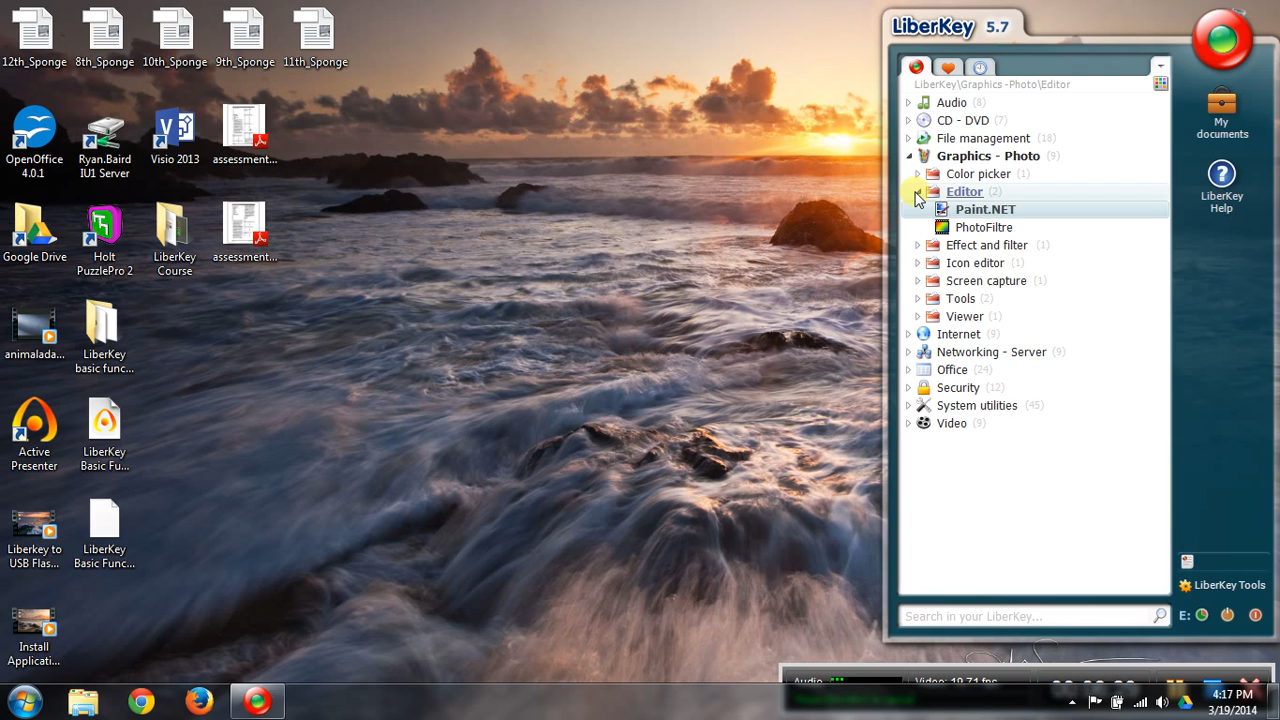 12th_Sponge
8th_Sponge
10th_Sponge
9th_Sponge
11th_Sponge
OpenOffice
4.0.1
Ryan.Baird
IU1 Server
Visio 2013
assessment...
Google Drive
Holt
PuzzlePro 2
LiberKey
Course
assessment...
animalada...
LiberKey
basic func...
Active
Presenter
LiberKey
Basic Fu...
Liberkey to
USB Flas...
LiberKey
Basic Func...
Install
Applicati...
LiberKey 5.7
LiberKey\Graphics -Photo\Editor
Audio (8)
CD - DVD (7)
File management (18)
Graphics - Photo (9)
Color picker (1)
Editor (2)
Paint.NET
PhotoFiltre
Effect and filter (1)
Icon editor (1)
Screen capture (1)
Tools (2)
Viewer (1)
Internet (9)
Networking - Server (9)
Office (24)
Security (12)
System utilities (45)
Video (9)
Search in your LiberKey...
My
documents
LiberKey
Help
LiberKey Tools
E:
Audio
Video: 19.71 fps
4:17 PM
3/19/2014